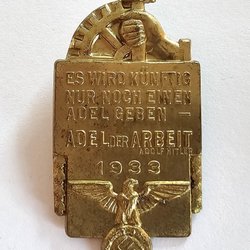 ES WIRD KÜNFTIG
NUR NOCH EINEN
ADEL GEBEN –
ADEL DER ARBEIT
ADOLF HITLER
1933